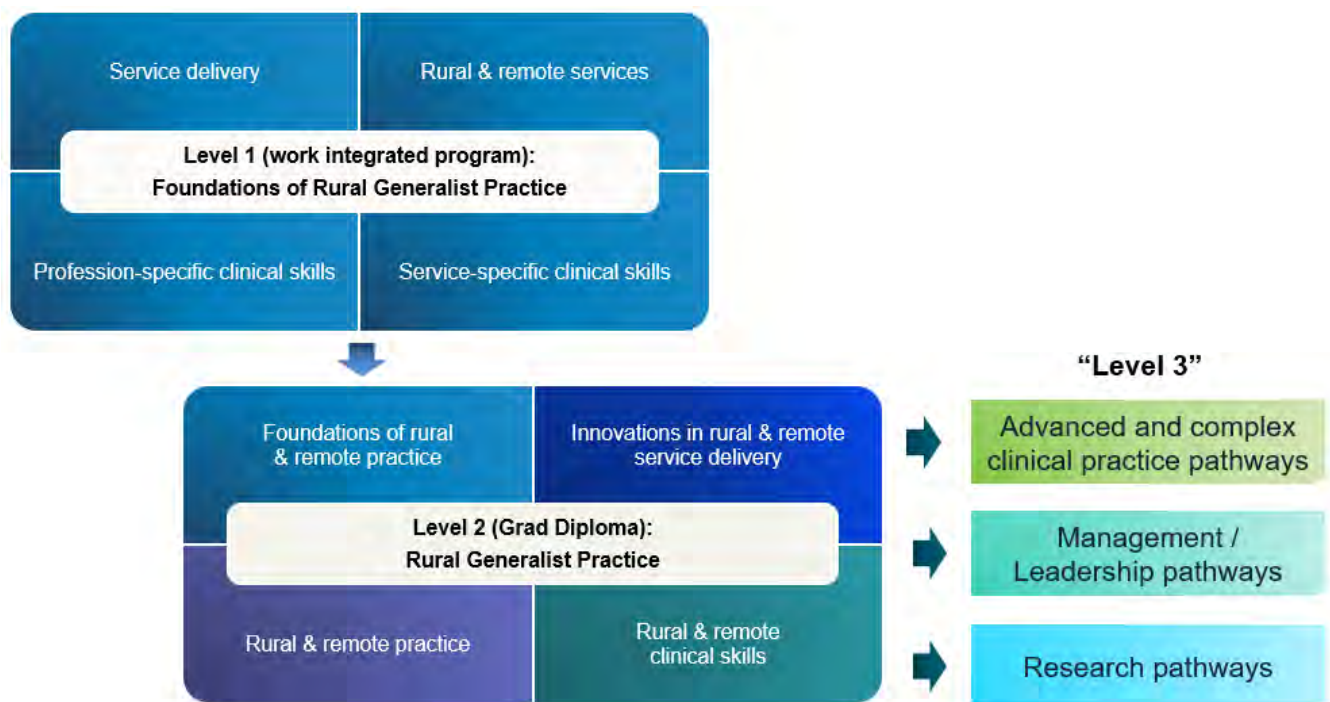 Service delivery
Rural & remote services
Level 1 (work integrated program):
Foundations of Rural Generalist Practice
Profession-specific clinical skills
Service-specific clinical skills
Foundations of rural
& remote practice
Innovations in rural & remote
service delivery
Level 2 (Grad Diploma):
Rural Generalist Practice
Rural & remote practice
Rural & remote
clinical skills
“Level 3”
Advanced and complex
clinical practice pathways
Management /
Leadership pathways
Research pathways